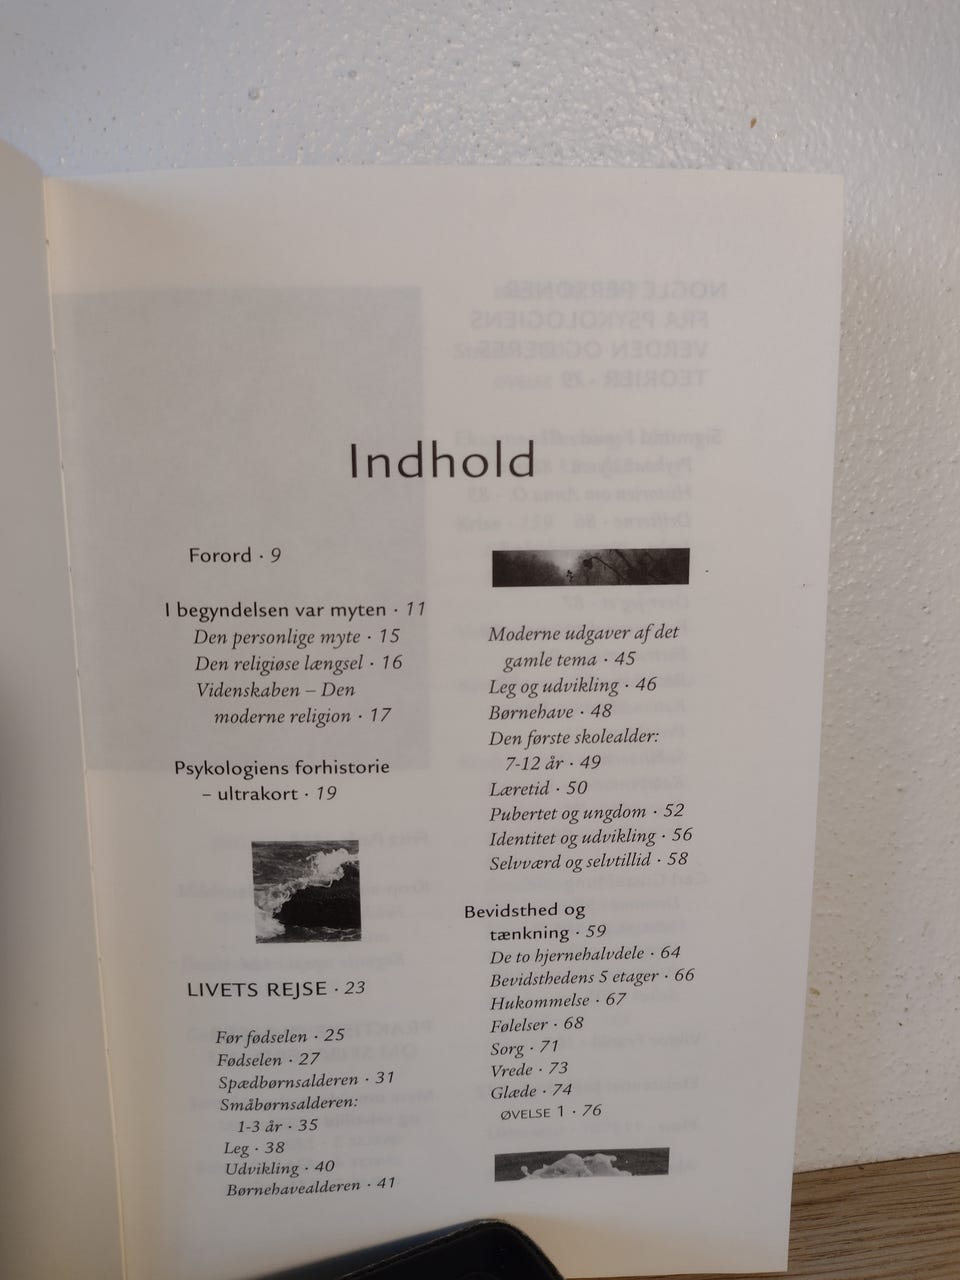 Indhold
Forord · 9
I begyndelsen var myten · 11
Den personlige myte · 15
Den religiøse længsel · 16
Videnskaben – Den
moderne religion · 17
Psykologiens forhistorie
– ultrakort · 19
LIVETS REJSE · 23
Før fødselen · 25
Fødselen · 27
Spædbørnsalderen · 31
Småbørnsalderen:
1-3 år · 35
Leg · 38
Udvikling · 40
Børnehavealderen · 41
Moderne udgaver af det
gamle tema · 45
Leg og udvikling · 46
Børnehave · 48
Den første skolealder:
7-12 år · 49
Læretid · 50
Pubertet og ungdom · 52
Identitet og udvikling · 56
Selvværd og selvtillid · 58
Bevidsthed og
tænkning · 59
De to hjernehalvdele · 64
Bevidsthedens 5 etager · 66
Hukommelse · 67
Følelser · 68
Sorg · 71
Vrede · 73
Glæde · 74
ØVELSE 1 · 76